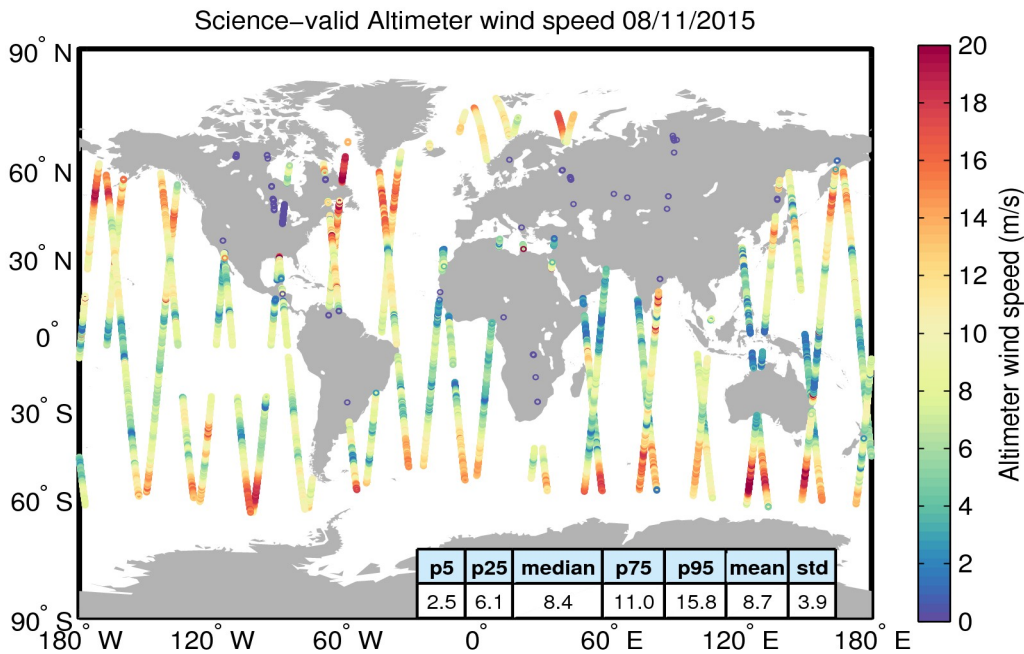 Science−valid Altimeter wind speed 08/11/2015
90° N
60° N
30° N
0°
30° S
60° S
90° S
180° W
120° W
60° W
0°
60° E
120° E
180° E
p5 p25 median p75 p95 mean std
2.5 6.1 8.4 11.0 15.8 8.7 3.9
20
18
16
14
12
10
8
6
4
2
0
Altimeter wind speed (m/s)